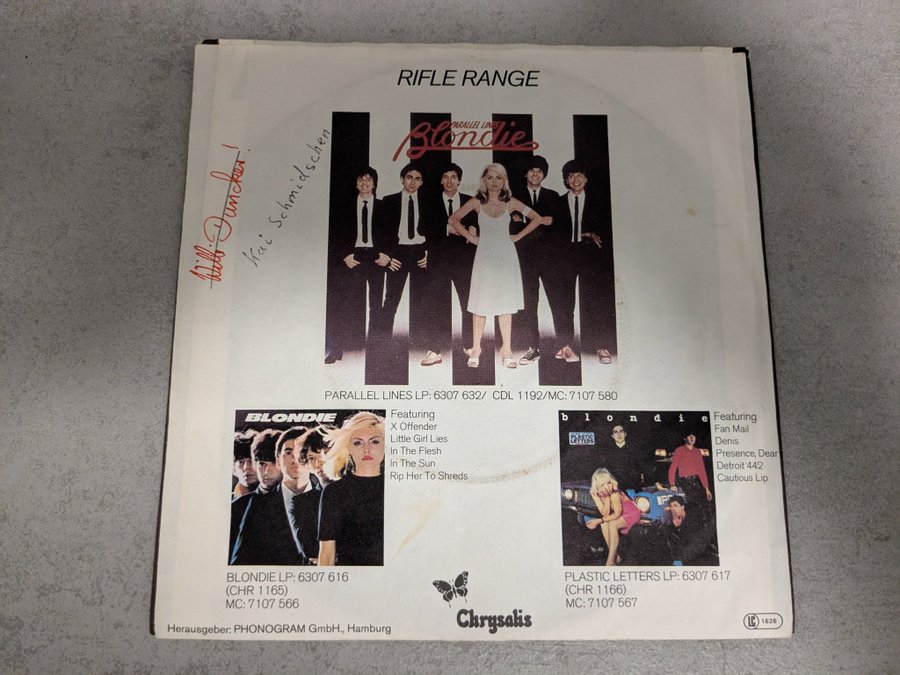 RIFLE RANGE
PARALLEL LINES
Blondie
Kai Schmidschen
PARALLEL LINES LP: 6307 632/ CDL 1192/MC: 7107 580
BLONDIE
Featuring
X Offender
Little Girl Lies
In The Flesh
In The Sun
Rip Her To Shreds
blondie
PLASTIC
LETTERS
Featuring
Fan Mail
Denis
Presence, Dear
Detroit 442
Cautious Lip
BLONDIE LP: 6307 616
(CHR 1165)
MC: 7107 566
PLASTIC LETTERS LP: 6307 617
(CHR 1166)
MC: 7107 567
Chrysalis
Herausgeber: PHONOGRAM GmbH., Hamburg
LC 1626